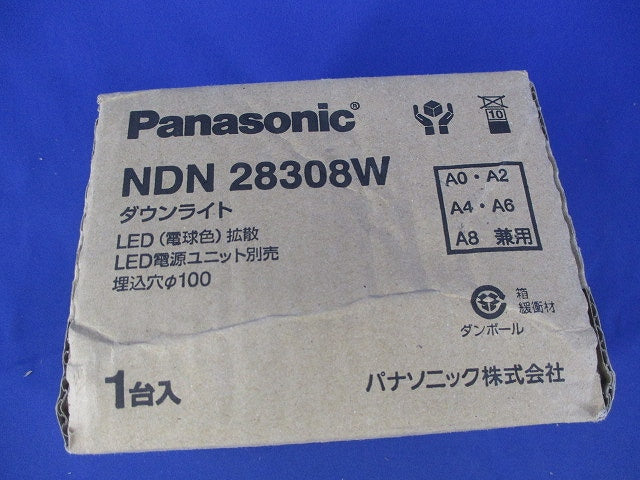 Panasonic®
10
NDN 28308W
ダウンライト
LED（電球色）拡散
LED電源ユニット別売
埋込穴φ100
A0・A2
A4・A6
A8 兼用
箱
緩衝材
ダンボール
1台入
パナソニック株式会社